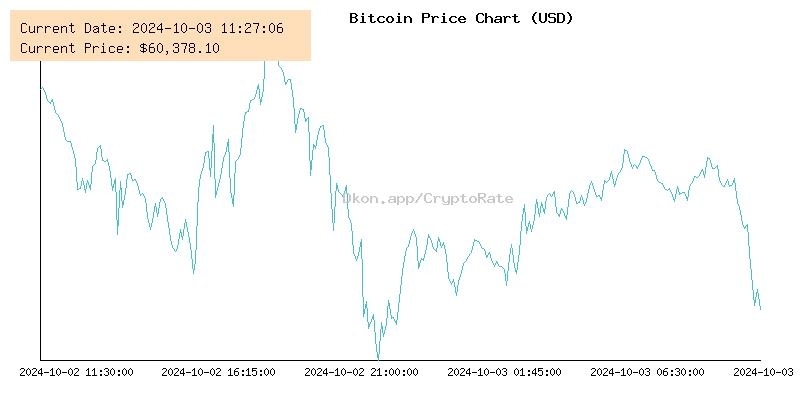 Bitcoin Price Chart (USD)
Current Date: 2024-10-03 11:27:06
Current Price: $60,378.10
Okon.app/CryptoRate
2024-10-02 11:30:00 2024-10-02 16:15:00 2024-10-02 21:00:00 2024-10-03 01:45:00 2024-10-03 06:30:00 2024-10-03